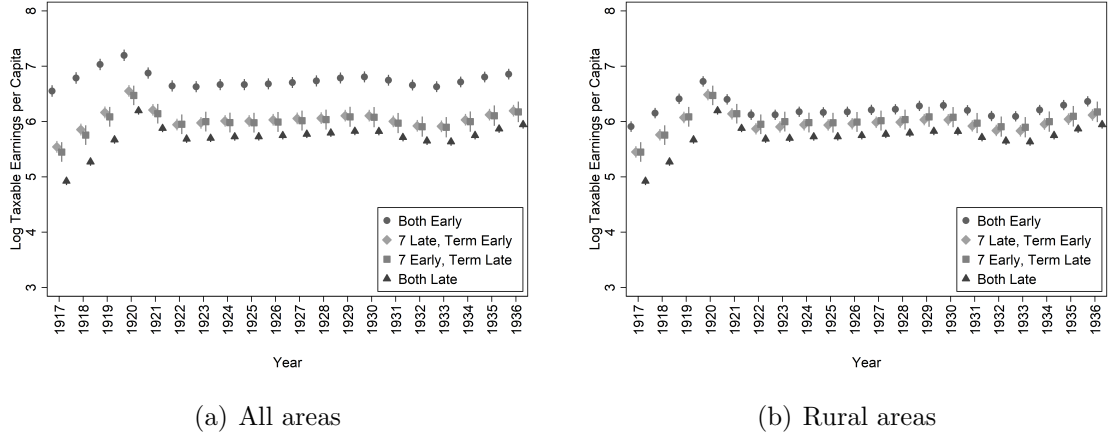 8
7
6
5
4
3
Log Taxable Earnings per Capita
Both Early
7 Late, Term Early
7 Early, Term Late
Both Late
1917 1918 1919 1920 1921 1922 1923 1924 1925 1926 1927 1928 1929 1930 1931 1932 1933 1934 1935 1936
Year
(a) All areas
8
7
6
5
4
3
Log Taxable Earnings per Capita
Both Early
7 Late, Term Early
7 Early, Term Late
Both Late
1917 1918 1919 1920 1921 1922 1923 1924 1925 1926 1927 1928 1929 1930 1931 1932 1933 1934 1935 1936
Year
(b) Rural areas